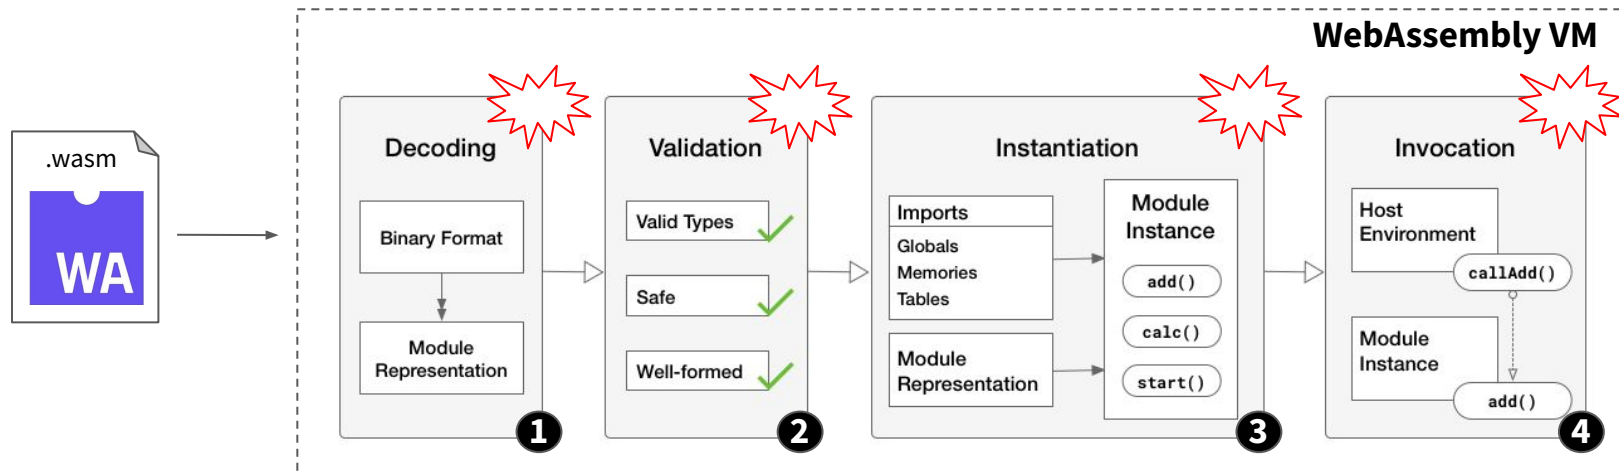 WebAssembly VM
.wasm
WA
Decoding
Binary Format
Module
Representation
1
Validation
Valid Types
Safe
Well-formed
2
Instantiation
Imports
Globals
Memories
Tables
Module
Representation
Module
Instance
add()
calc()
start()
3
Invocation
Host
Environment
callAdd()
Module
Instance
add()
4